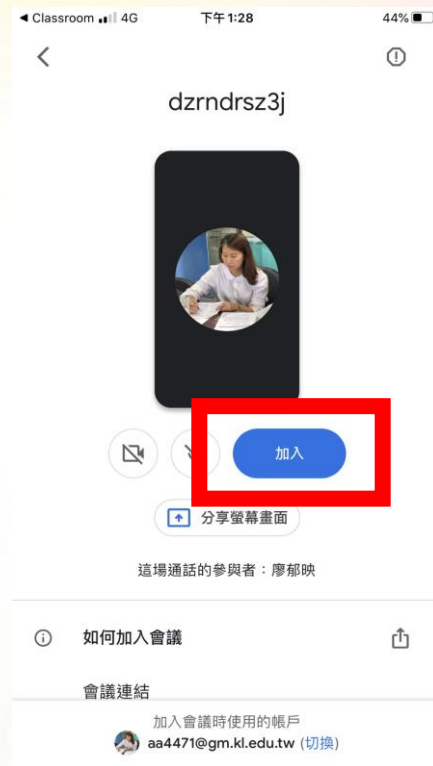 ◀ Classroom 4G 下午1:28 44%
dzrndrsz3j
加入
分享螢幕畫面
這場通話的參與者：廖郁映
如何加入會議
會議連結
加入會議時使用的帳戶
aa4471@gm.kl.edu.tw (切換)